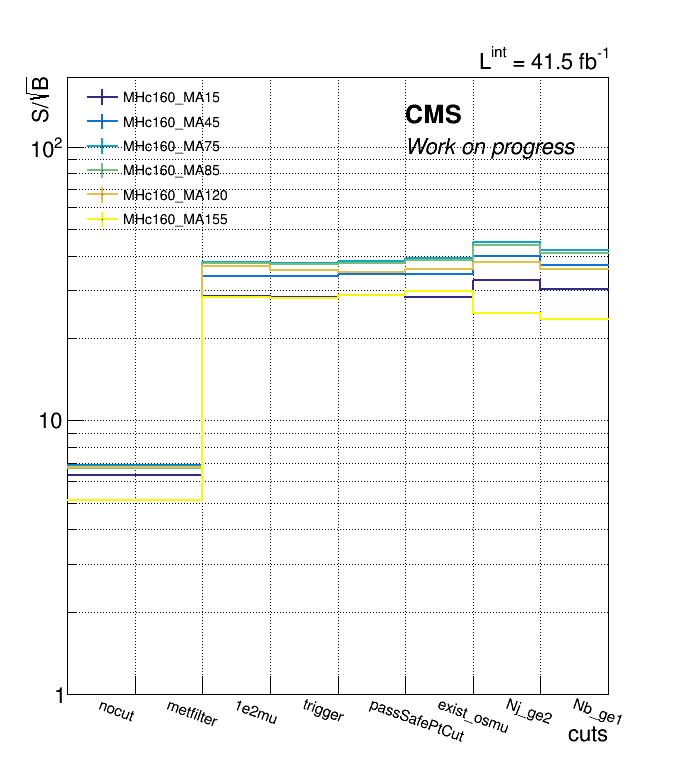 L^int = 41.5 fb^-1
S/√B
MHc160_MA15
MHc160_MA45
MHc160_MA75
MHc160_MA85
MHc160_MA120
MHc160_MA155
CMS
Work on progress
10^2
10
1
nocut
metfilter
1e2mu
trigger
passSafePtCut
exist_osmu
Nj_ge2
Nb_ge1
cuts